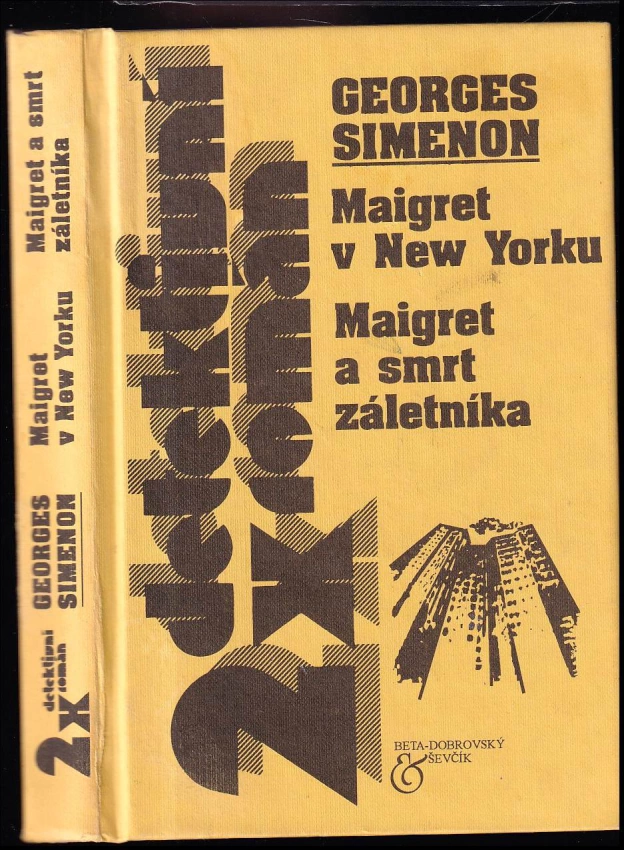 GEORGES
SIMENON
Maigret
v New Yorku
Maigret
a smrt
záletníka
2x detektivní
román
BETA-DOBROVSKÝ
& ŠEVČÍK
2x detektivní
román
GEORGES
SIMENON
Maigret
v New Yorku
Maigret a smrt
záletníka